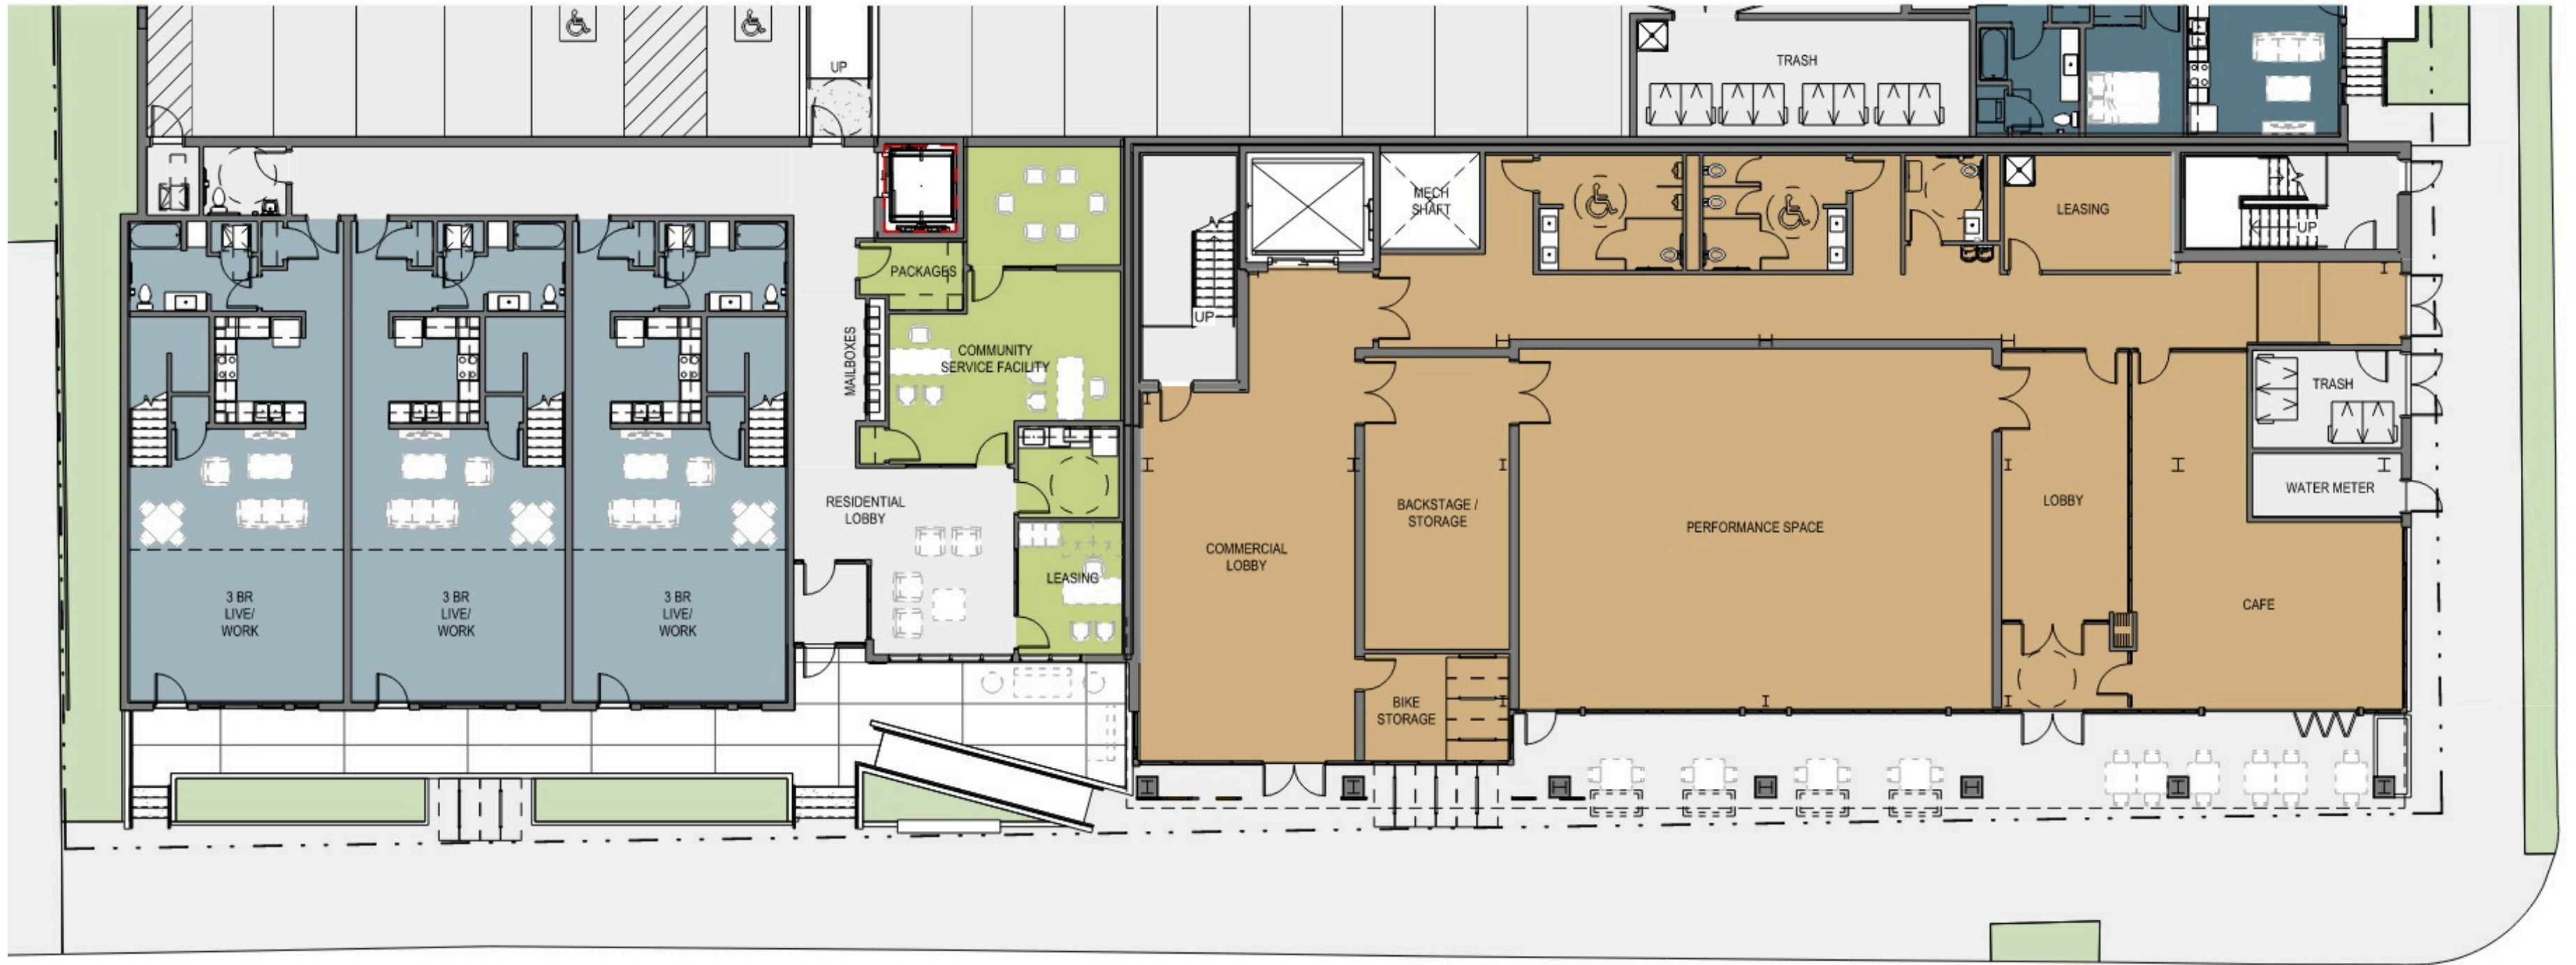 UP
TRASH
MECH
SHAFT
LEASING
UP
PACKAGES
UP
MAILBOXES
COMMUNITY
SERVICE FACILITY
TRASH
WATER METER
RESIDENTIAL
LOBBY
BACKSTAGE /
STORAGE
LOBBY
PERFORMANCE SPACE
COMMERCIAL
LOBBY
LEASING
3 BR
LIVE/
WORK
3 BR
LIVE/
WORK
3 BR
LIVE/
WORK
CAFE
BIKE
STORAGE